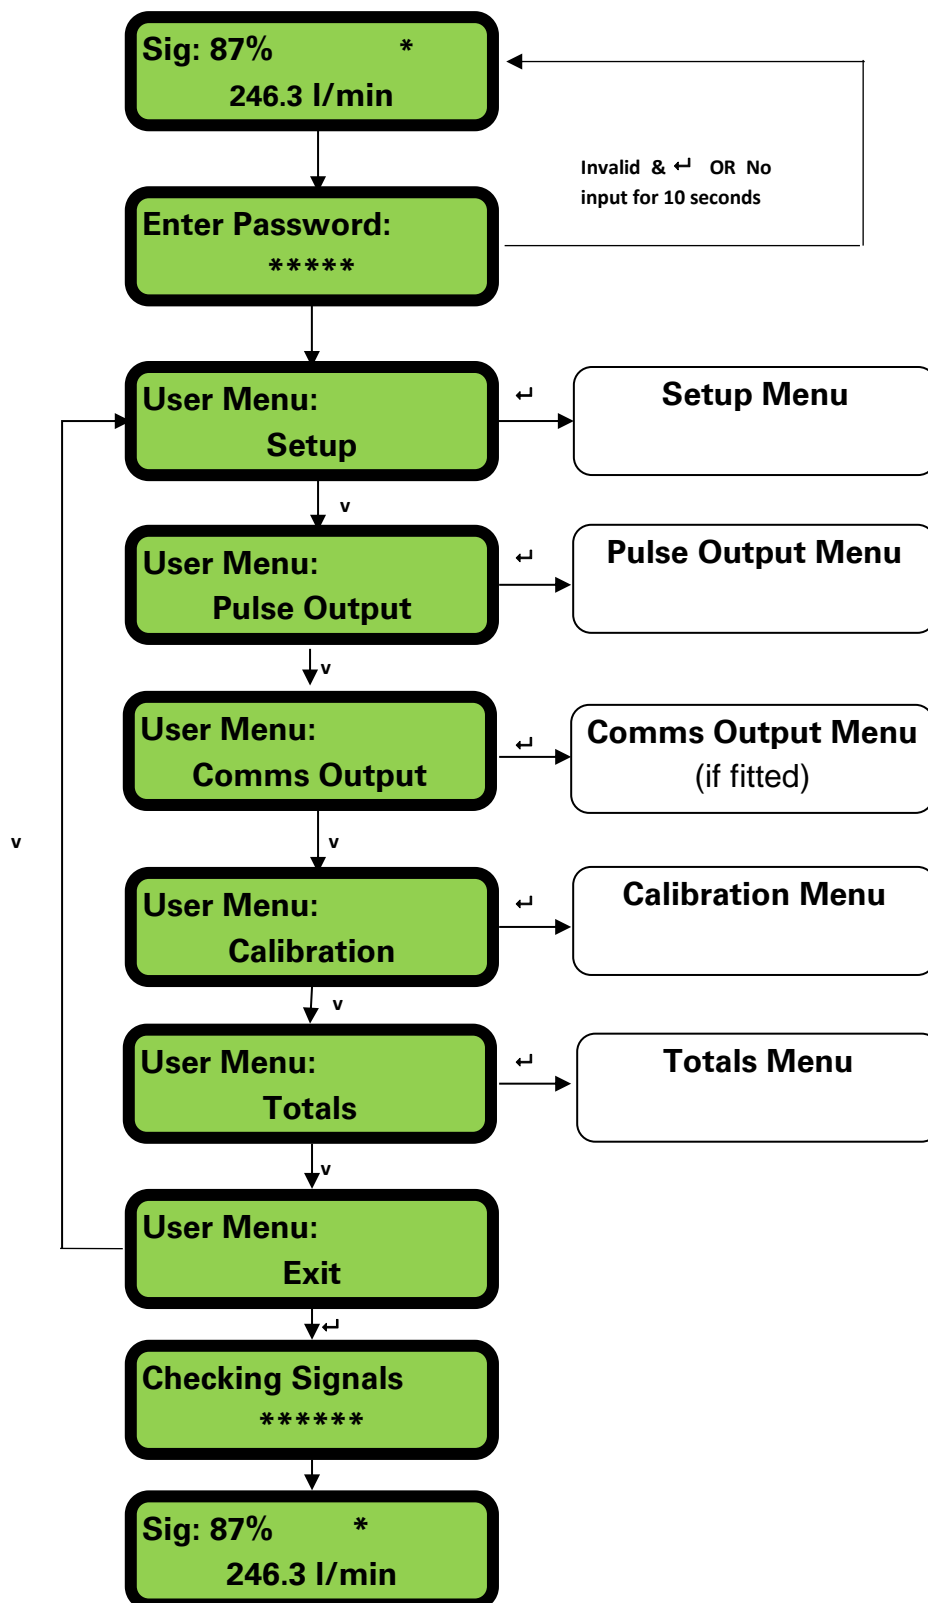 Sig: 87% *
246.3 l/min
Invalid & ↵ OR No
input for 10 seconds
Enter Password:
*****
User Menu:
Setup
↵
Setup Menu
v
User Menu:
Pulse Output
↵
Pulse Output Menu
v
User Menu:
Comms Output
↵
Comms Output Menu
(if fitted)
v
v
User Menu:
Calibration
↵
Calibration Menu
v
User Menu:
Totals
↵
Totals Menu
v
User Menu:
Exit
↵
Checking Signals
******
Sig: 87% *
246.3 l/min